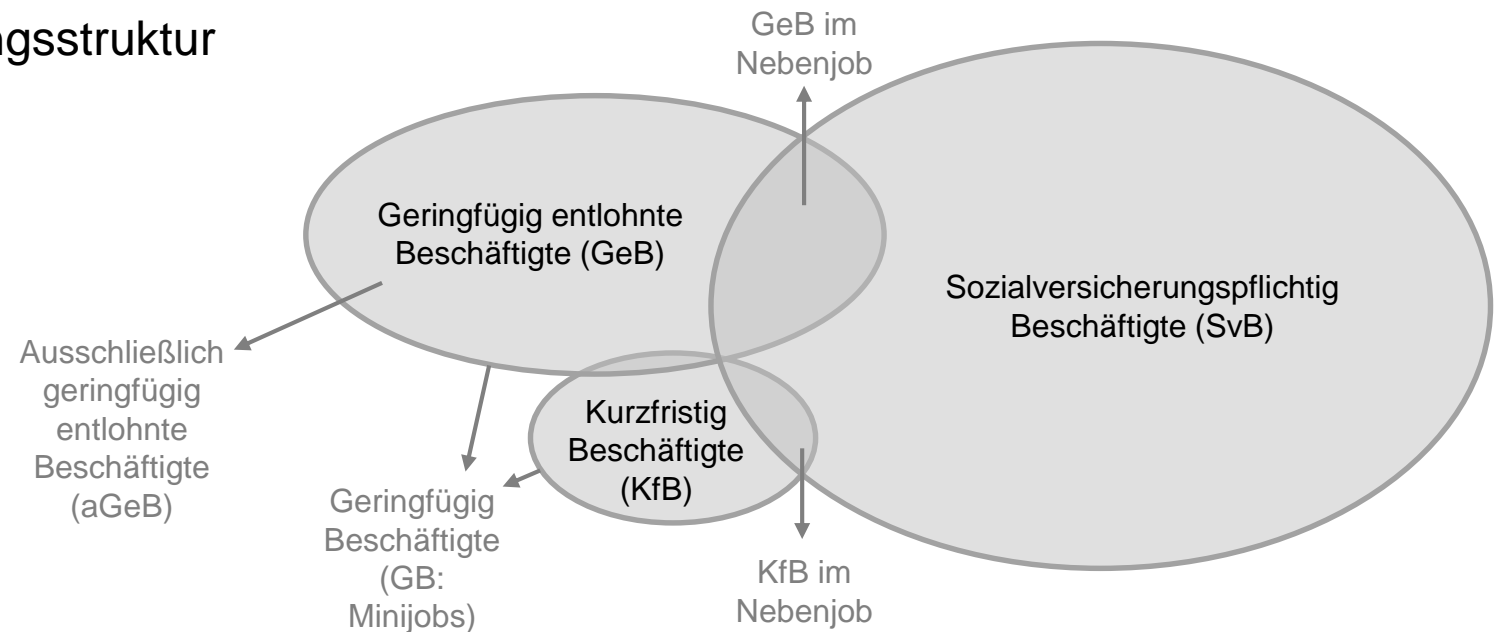 ngsstruktur
GeB im
Nebenjob
Geringfügig entlohnte
Beschäftigte (GeB)
Sozialversicherungspflichtig
Beschäftigte (SvB)
Ausschließlich
geringfügig
entlohnte
Beschäftigte
(aGeB)
Kurzfristig
Beschäftigte
(KfB)
Geringfügig
Beschäftigte
(GB:
Minijobs)
KfB im
Nebenjob